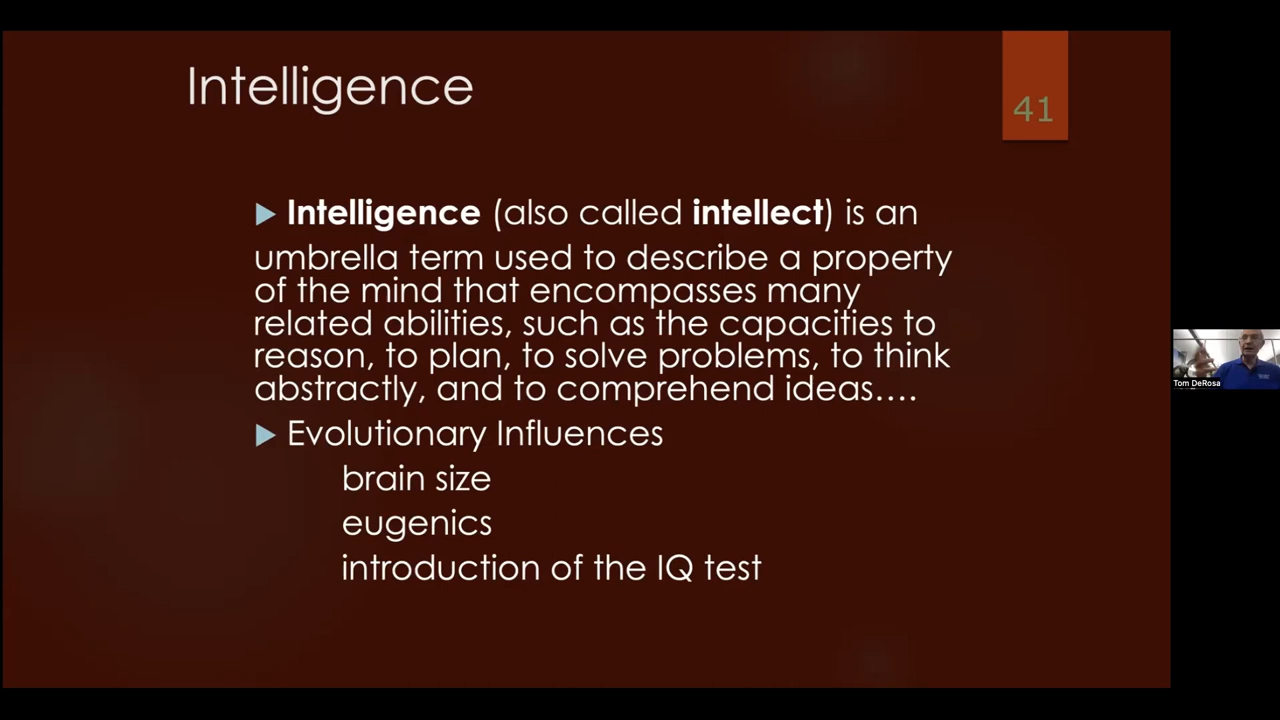 Intelligence
41
Intelligence (also called intellect) is an
umbrella term used to describe a property
of the mind that encompasses many
related abilities, such as the capacities to
reason, to plan, to solve problems, to think
abstractly, and to comprehend ideas….
Evolutionary Influences
brain size
eugenics
introduction of the IQ test
Tom DeRosa